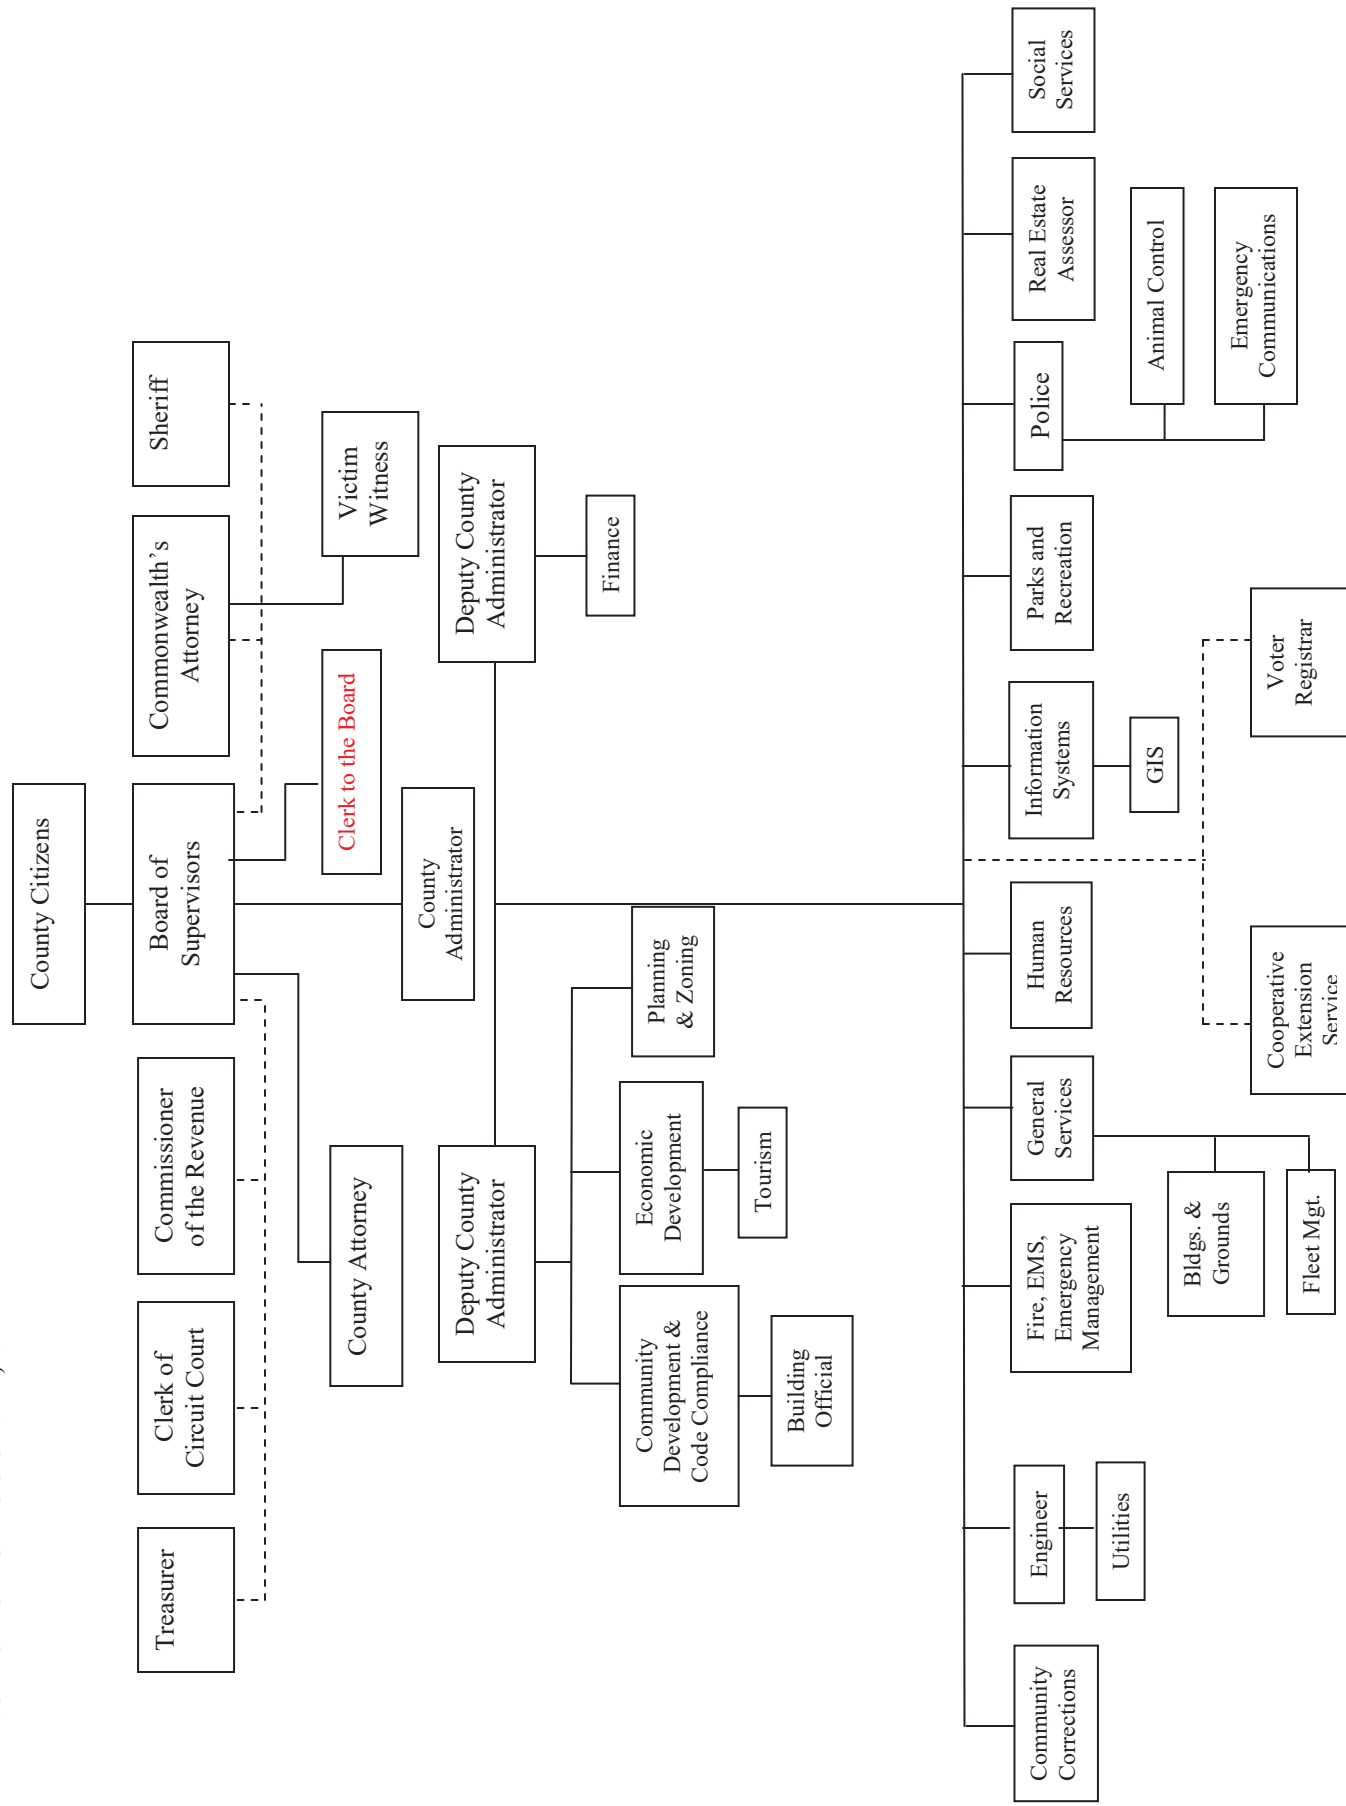 County Citizens
Treasurer
Clerk of
Circuit Court
Commissioner
of the Revenue
Board of
Supervisors
Commonwealth's
Attorney
Sheriff
County Attorney
Clerk to the Board
Victim
Witness
County
Administrator
Deputy County
Administrator
Deputy County
Administrator
Community
Development &
Code Compliance
Economic
Development
Planning
& Zoning
Finance
Building
Official
Tourism
Community
Corrections
Engineer
Fire, EMS,
Emergency
Management
General
Services
Human
Resources
Information
Systems
Parks and
Recreation
Police
Real Estate
Assessor
Social
Services
Utilities
Bldgs. &
Grounds
Fleet Mgt.
GIS
Animal Control
Emergency
Communications
Cooperative
Extension
Service
Voter
Registrar